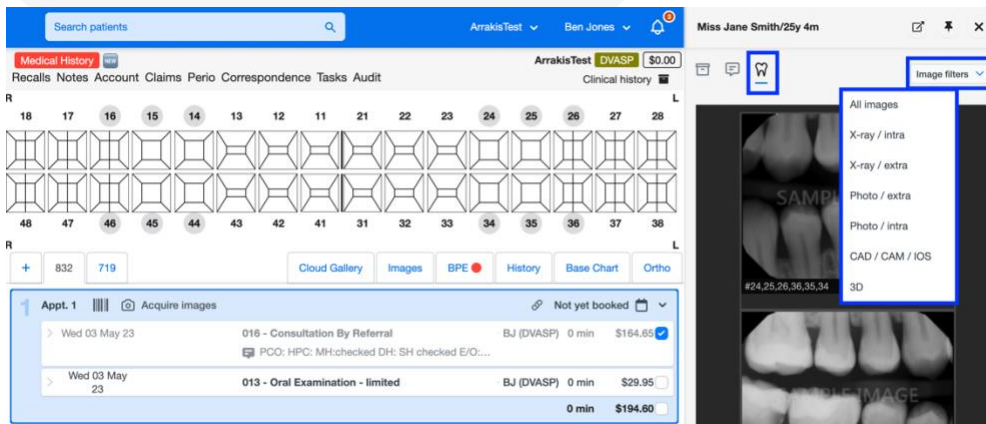 Search patients
ArrakisTest
Ben Jones
3
Medical History NEW
ArrakisTest DVASP $0.00
Recalls Notes Account Claims Perio Correspondence Tasks Audit
Clinical history
R L
18 17 16 15 14 13 12 11 21 22 23 24 25 26 27 28
48 47 46 45 44 43 42 41 31 32 33 34 35 36 37 38
R L
+ 832 719 Cloud Gallery Images BPE History Base Chart Ortho
1 Appt. 1 Acquire images Not yet booked
Wed 03 May 23 016 - Consultation By Referral BJ (DVASP) 0 min $164.65
PCO: HPC: MH:checked DH: SH checked E/O:...
Wed 03 May
23
013 - Oral Examination - limited BJ (DVASP) 0 min $29.95
0 min $194.60
Miss Jane Smith/25y 4m
Image filters
All images
X-ray / intra
X-ray / extra
Photo / extra
Photo / intra
CAD / CAM / IOS
3D
SAMP
#24,25,26,36,35,34
SAMPLE IMAGE